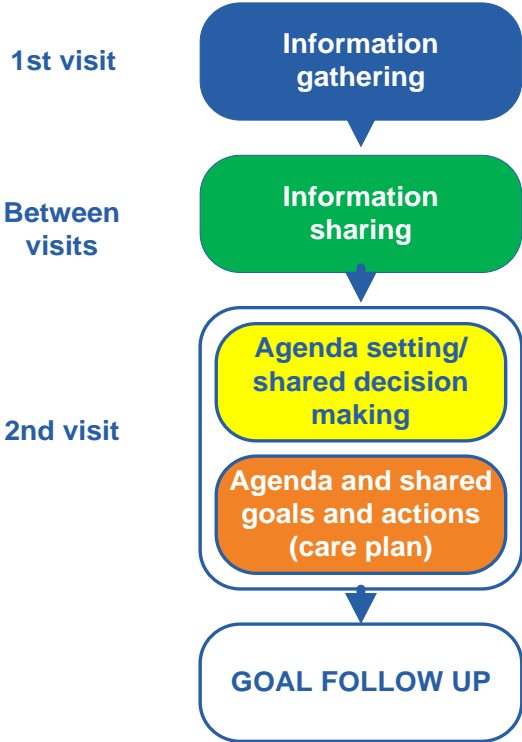 1st visit
Information
gathering
Between
visits
Information
sharing
2nd visit
Agenda setting/
shared decision
making
Agenda and shared
goals and actions
(care plan)
GOAL FOLLOW UP